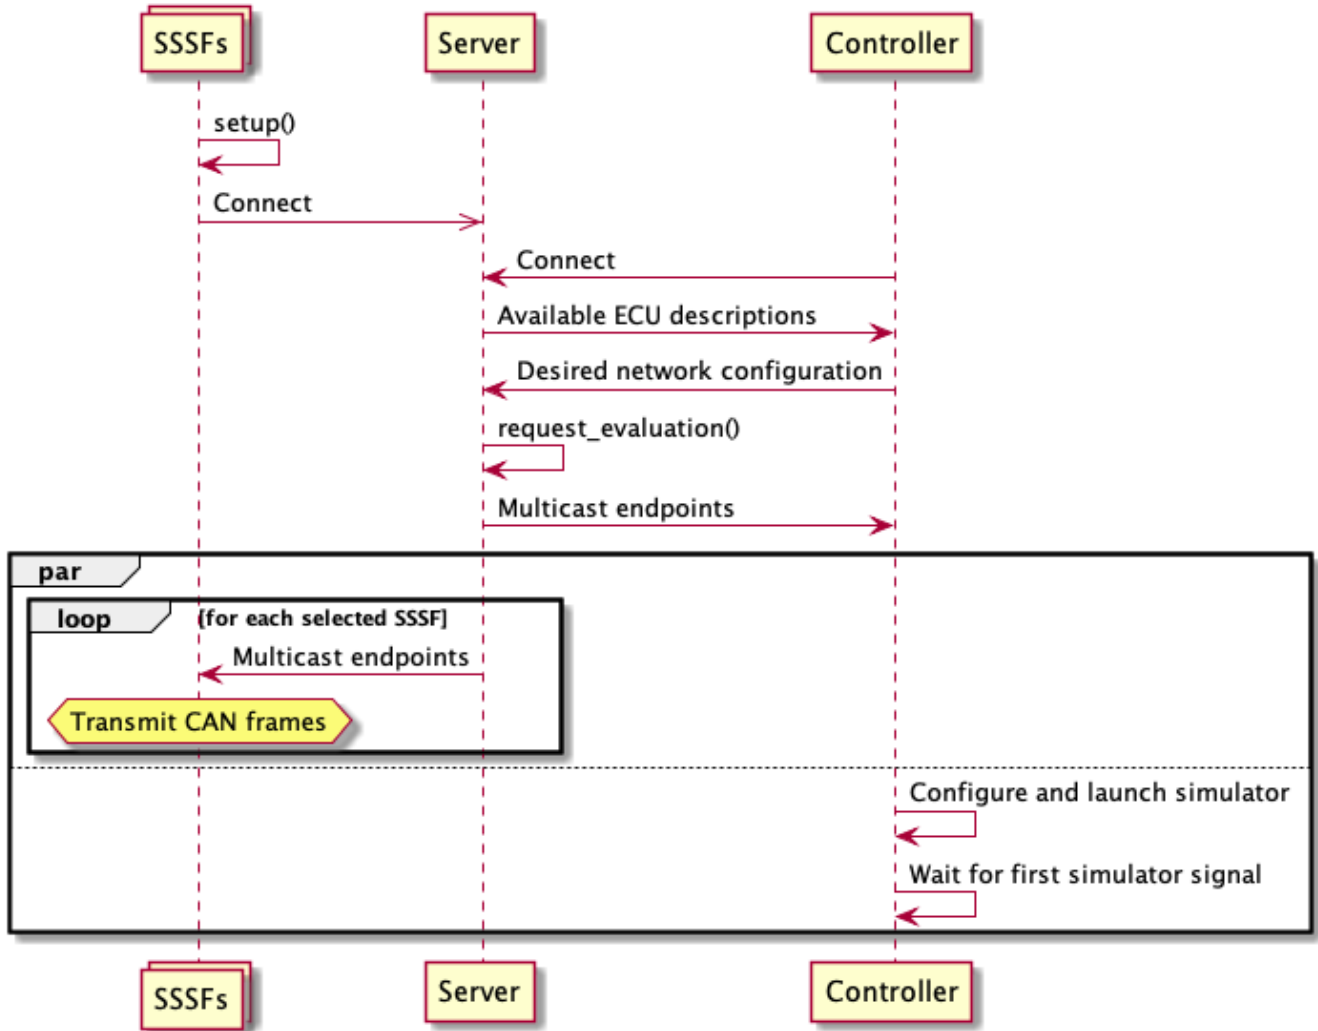 SSSFs
Server
Controller
setup()
Connect
Connect
Available ECU descriptions
Desired network configuration
request_evaluation()
Multicast endpoints
par
loop
[for each selected SSSF]
Multicast endpoints
Transmit CAN frames
Configure and launch simulator
Wait for first simulator signal
SSSFs
Server
Controller